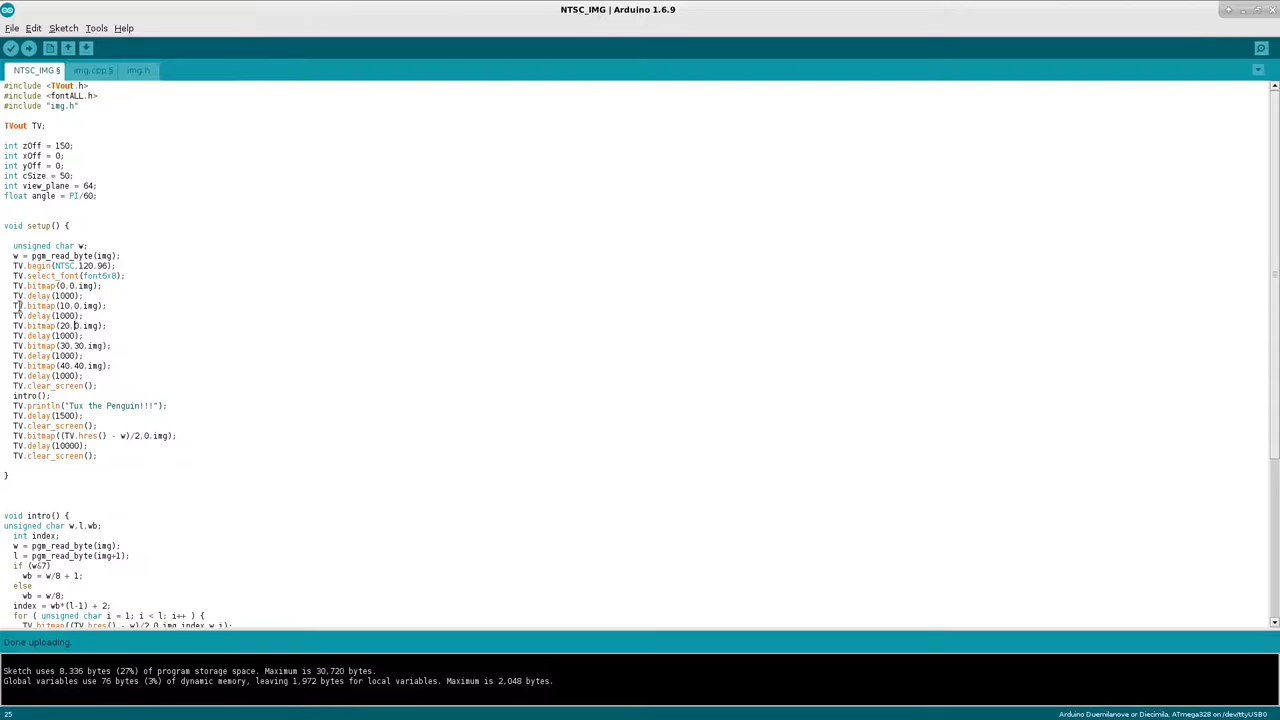 NTSC_IMG | Arduino 1.6.9
File Edit Sketch Tools Help
NTSC_IMG § img.cpp § img.h
#include <TVout.h>
#include <fontALL.h>
#include "img.h"
TVout TV;
int zOff = 150;
int xOff = 0;
int yOff = 0;
int cSize = 50;
int view_plane = 64;
float angle = PI/60;
void setup() {
unsigned char w;
w = pgm_read_byte(img);
TV.begin(NTSC,120,96);
TV.select_font(font6x8);
TV.bitmap(0,0,img);
TV.delay(1000);
TV.bitmap(10,0,img);
TV.delay(1000);
TV.bitmap(20,0,img);
TV.delay(1000);
TV.bitmap(30,30,img);
TV.delay(1000);
TV.bitmap(40,40,img);
TV.delay(1000);
TV.clear_screen();
intro();
TV.println("Tux the Penguin!!!");
TV.delay(1500);
TV.clear_screen();
TV.bitmap((TV.hres() - w)/2,0,img);
TV.delay(10000);
TV.clear_screen();
}
void intro() {
unsigned char w,l,wb;
int index;
w = pgm_read_byte(img);
l = pgm_read_byte(img+1);
if (w&7)
wb = w/8 + 1;
else
wb = w/8;
index = wb*(l-1) + 2;
for ( unsigned char i = 1; i < l; i++ ) {
TV.bitmap((TV.hres() - w)/2,0,img,index,w,i);
Done uploading.
Sketch uses 8,336 bytes (27%) of program storage space. Maximum is 30,720 bytes.
Global variables use 76 bytes (3%) of dynamic memory, leaving 1,972 bytes for local variables. Maximum is 2,048 bytes.
25 Arduino Duemilanove or Diecimila, ATmega328 on /dev/ttyUSB0